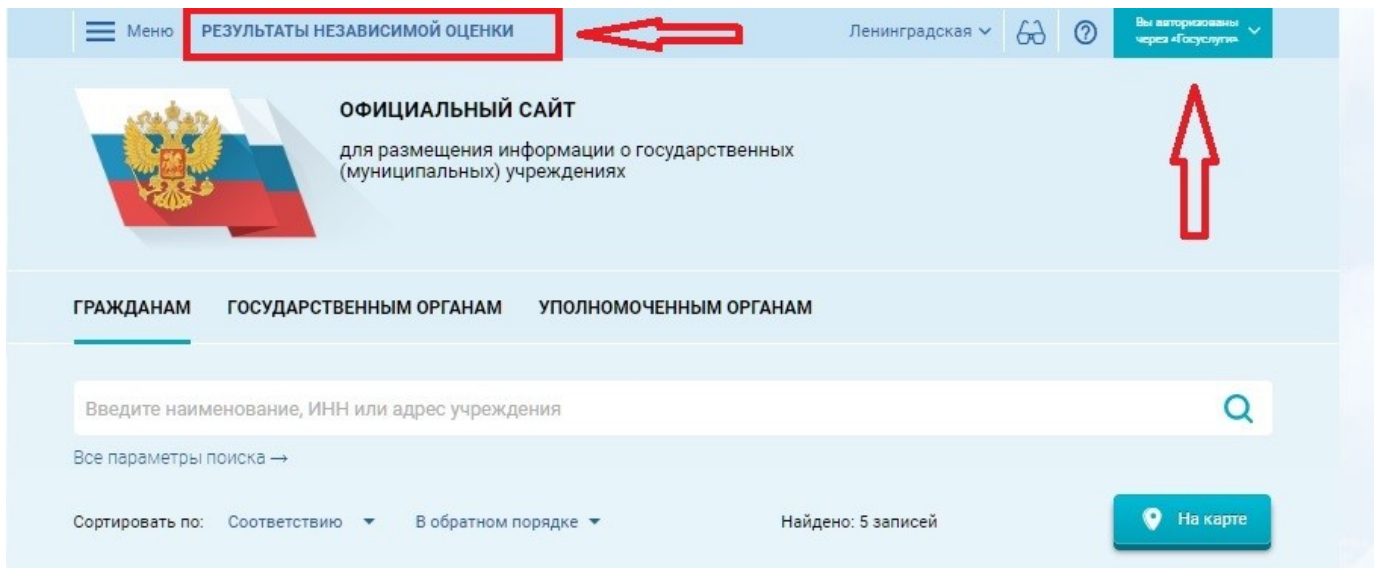 Меню
РЕЗУЛЬТАТЫ НЕЗАВИСИМОЙ ОЦЕНКИ
Ленинградская
Вы авторизованы
через «Госуслуги»
ОФИЦИАЛЬНЫЙ САЙТ
для размещения информации о государственных
(муниципальных) учреждениях
ГРАЖДАНАМ
ГОСУДАРСТВЕННЫМ ОРГАНАМ
УПОЛНОМОЧЕННЫМ ОРГАНАМ
Введите наименование, ИНН или адрес учреждения
Все параметры поиска →
Сортировать по: Соответствию В обратном порядке
Найдено: 5 записей
На карте